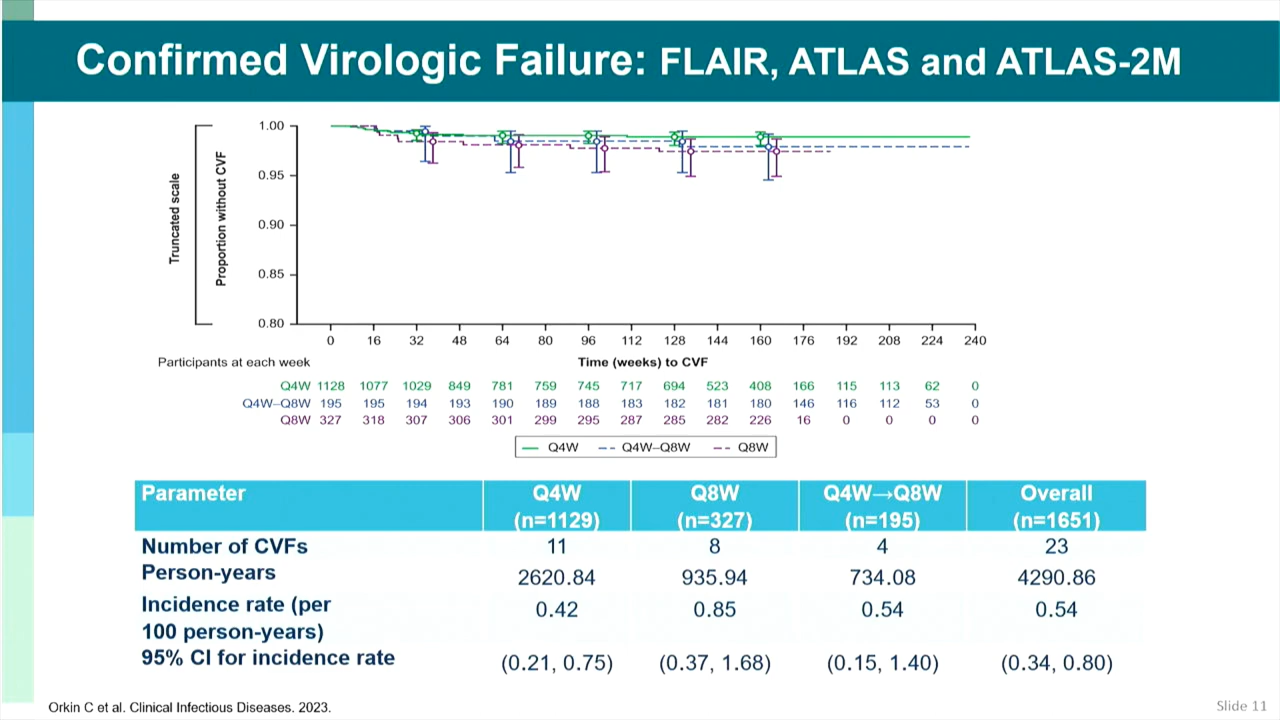 Confirmed Virologic Failure: FLAIR, ATLAS and ATLAS-2M
Truncated scale
Proportion without CVF
1.00
0.95
0.90
0.85
0.80
0 16 32 48 64 80 96 112 128 144 160 176 192 208 224 240
Participants at each week
Time (weeks) to CVF
Q4W 1128 1077 1029 849 781 759 745 717 694 523 408 166 115 113 62 0
Q4W–Q8W 195 195 194 193 190 189 188 183 182 181 180 146 116 112 53 0
Q8W 327 318 307 306 301 299 295 287 285 282 226 16 0 0 0 0
Q4W Q4W–Q8W Q8W
Parameter Q4W (n=1129) Q8W (n=327) Q4W→Q8W (n=195) Overall (n=1651)
Number of CVFs 11 8 4 23
Person-years 2620.84 935.94 734.08 4290.86
Incidence rate (per 100 person-years) 0.42 0.85 0.54 0.54
95% CI for incidence rate (0.21, 0.75) (0.37, 1.68) (0.15, 1.40) (0.34, 0.80)
Orkin C et al. Clinical Infectious Diseases. 2023.
Slide 11